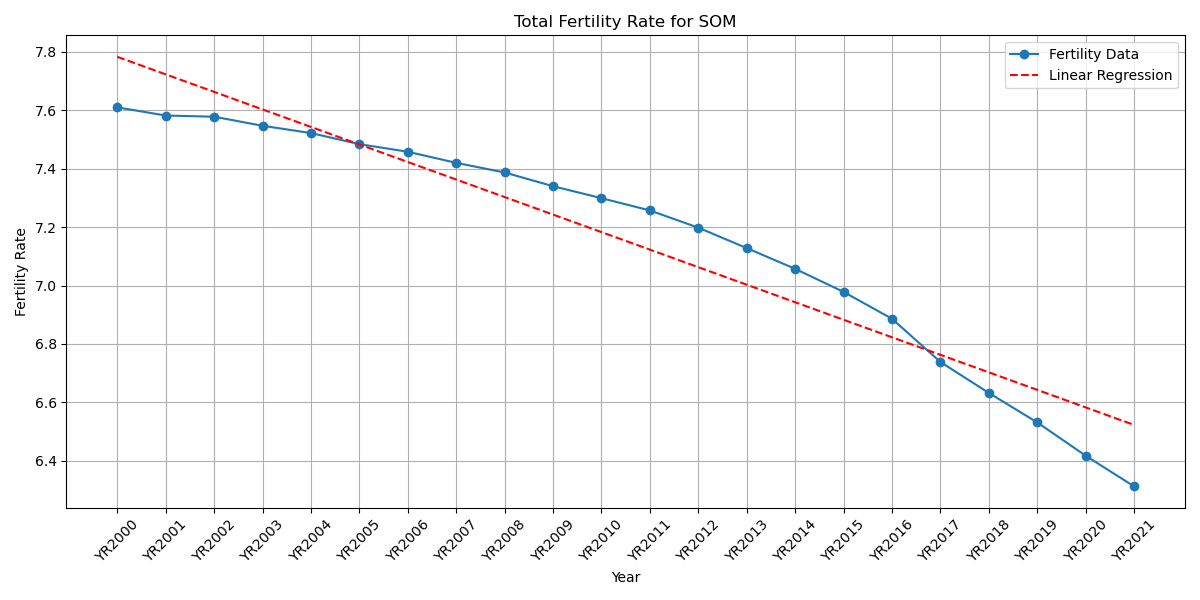 Total Fertility Rate for SOM
Fertility Data
Linear Regression
Fertility Rate
7.8
7.6
7.4
7.2
7.0
6.8
6.6
6.4
YR2000
YR2001
YR2002
YR2003
YR2004
YR2005
YR2006
YR2007
YR2008
YR2009
YR2010
YR2011
YR2012
YR2013
YR2014
YR2015
YR2016
YR2017
YR2018
YR2019
YR2020
YR2021
Year